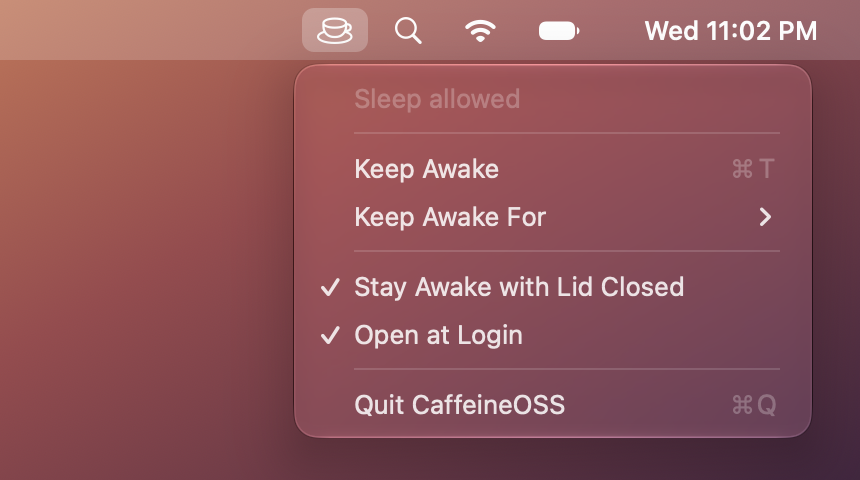 Wed 11:02 PM
Sleep allowed
Keep Awake ⌘ T
Keep Awake For
Stay Awake with Lid Closed
Open at Login
Quit CaffeineOSS ⌘ Q